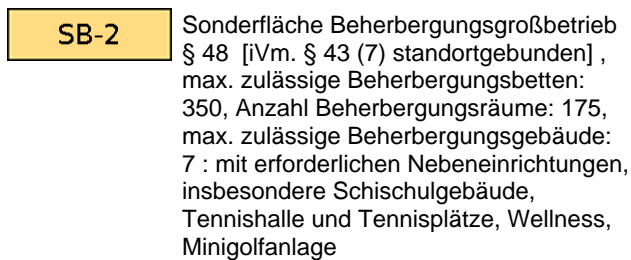 SB-2
Sonderfläche Beherbergungsgroßbetrieb
§ 48 [iVm. § 43 (7) standortgebunden] ,
max. zulässige Beherbergungsbetten:
350, Anzahl Beherbergungsräume: 175,
max. zulässige Beherbergungsgebäude:
7 : mit erforderlichen Nebeneinrichtungen,
insbesondere Schischulgebäude,
Tennishalle und Tennisplätze, Wellness,
Minigolfanlage